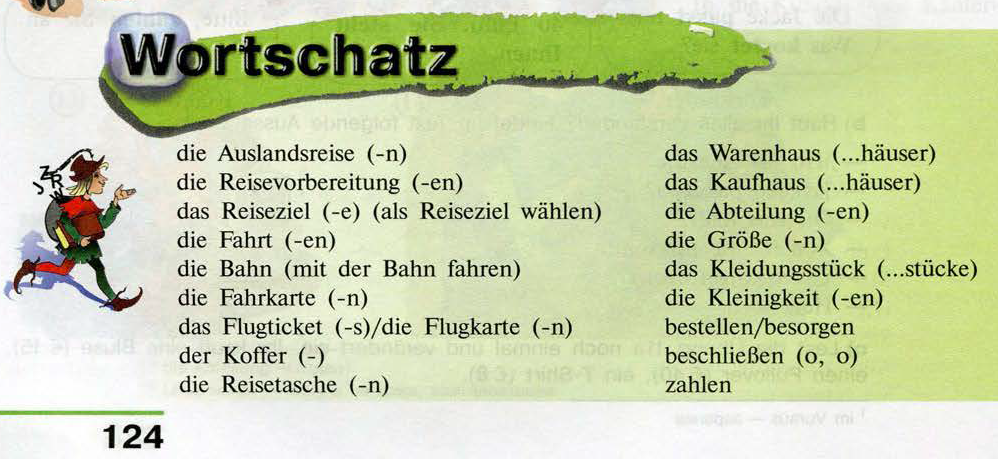 Wortschatz
die Auslandsreise (-n)
die Reisevorbereitung (-en)
das Reiseziel (-e) (als Reiseziel wählen)
die Fahrt (-en)
die Bahn (mit der Bahn fahren)
die Fahrkarte (-n)
das Flugticket (-s)/die Flugkarte (-n)
der Koffer (-)
die Reisetasche (-n)
das Warenhaus (...häuser)
das Kaufhaus (...häuser)
die Abteilung (-en)
die Größe (-n)
das Kleidungsstück (...stücke)
die Kleinigkeit (-en)
bestellen/besorgen
beschließen (o, o)
zahlen
124